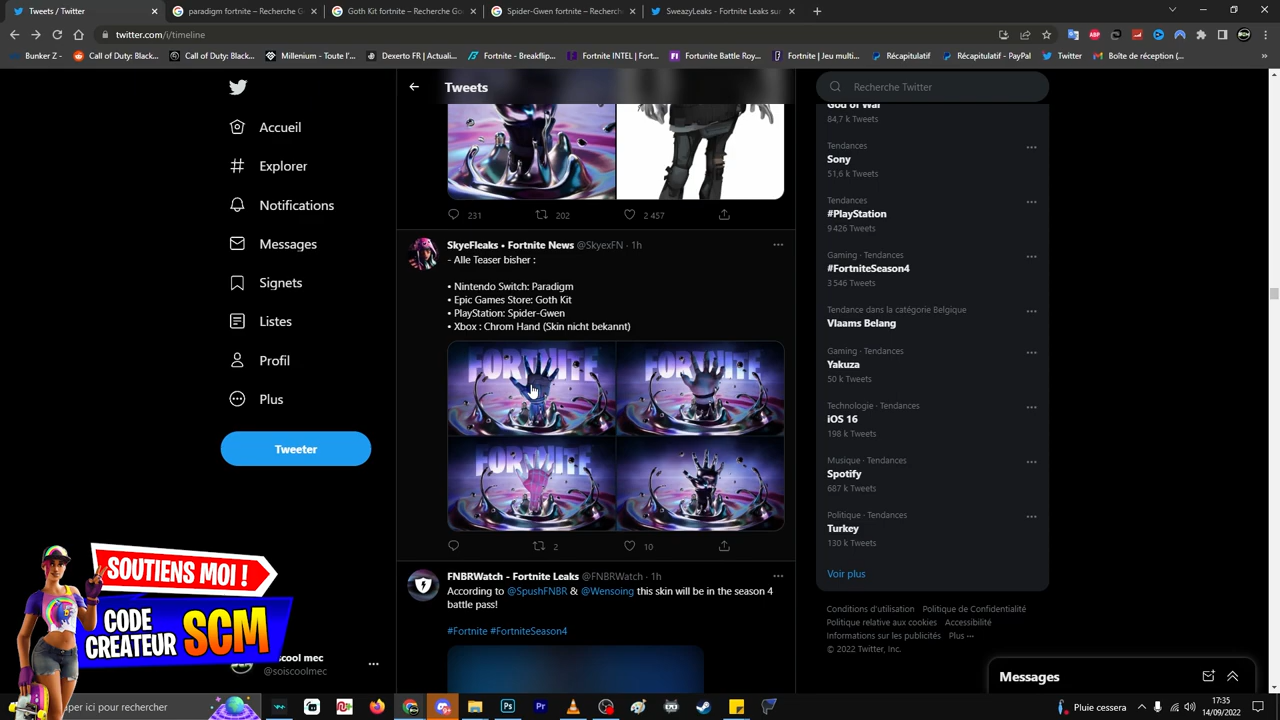 Tweets / Twitter
paradigm fortnite - Recherche G
Goth Kit fortnite - Recherche Go
Spider-Gwen fortnite – Recherch
SweazyLeaks - Fortnite Leaks su
twitter.com/i/timeline
Bunker Z -
Call of Duty:
Call of Duty
Millenium - Toute l'I...
Dexerto FR | Actualit...
Fortnite - Breakflip...
Fortnite INTEL | Fort...
Fortunite Battle Roy...
Fortnite | Jeu multi...
Récapitulatif
Récapitulatif - PayPal
Twitter
Boîte de réception (...
Accueil
Explorer
Notifications
Messages
Signets
Listes
Profil
Plus
Tweeter
Tweets
231
202
2 457
SkyeFleaks • Fortnite News @SkyexFN · 1h
- Alle Teaser bisher :
• Nintendo Switch: Paradigm
• Epic Games Store: Goth Kit
• PlayStation: Spider-Gwen
• Xbox : Chrom Hand (Skin nicht bekannt)
FORTNITE
FORTNITE
FORTNITE
2
10
FNBRWatch - Fortnite Leaks @FNBRWatch · 1h
According to @SpushFNBR & @Wensoing this skin will be in the season 4
battle pass!
#Fortnite #FortniteSeason4
Recherche Twitter
God of War
84,7 k Tweets
Tendances
Sony
51,6 k Tweets
Tendances
#PlayStation
9 426 Tweets
Gaming · Tendances
#FortniteSeason4
3 546 Tweets
Tendance dans la catégorie Belgique
Vlaams Belang
Gaming · Tendances
Yakuza
50 k Tweets
Technologie · Tendances
iOS 16
198 k Tweets
Musique · Tendances
Spotify
687 k Tweets
Politique · Tendances
Turkey
130 k Tweets
Voir plus
Conditions d'utilisation Politique de Confidentialité
Politique relative aux cookies Accessibilité
Informations sur les publicités Plus ···
© 2022 Twitter, Inc.
Messages
SOUTIENS MOI !
CODE
CREATEUR SCM
soiscool mec
@soiscoolmec
aper ici pour rechercher
Pluie cessera
17:35
14/09/2022